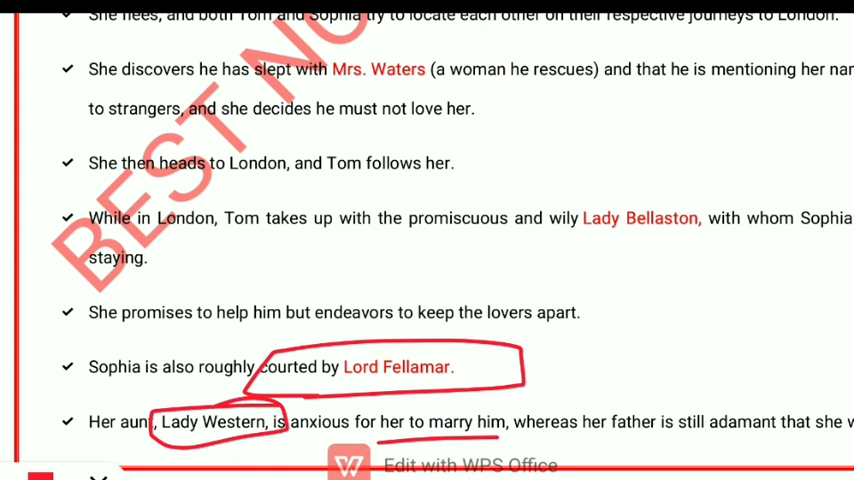 She flees, and both Tom and Sophia try to locate each other on their respective journeys to London.
She discovers he has slept with Mrs. Waters (a woman he rescues) and that he is mentioning her nam
to strangers, and she decides he must not love her.
She then heads to London, and Tom follows her.
While in London, Tom takes up with the promiscuous and wily Lady Bellaston, with whom Sophia
staying.
She promises to help him but endeavors to keep the lovers apart.
Sophia is also roughly courted by Lord Fellamar.
Her aunt, Lady Western, is anxious for her to marry him, whereas her father is still adamant that she w
Edit with WPS Office
BEST NO